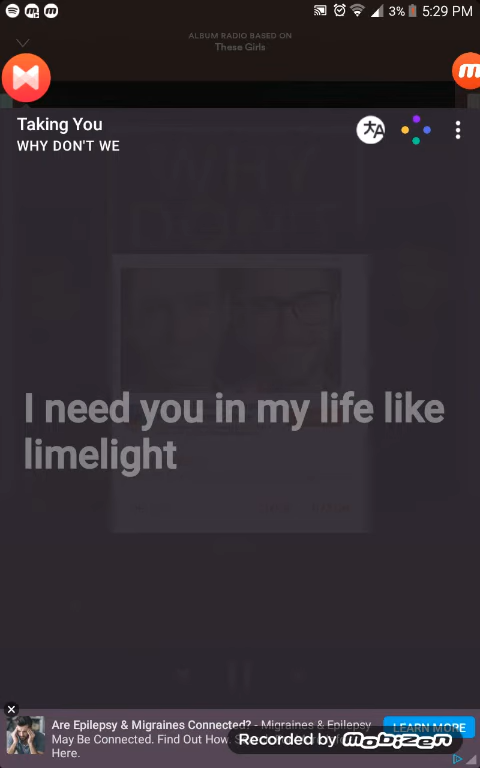 3% 5:29 PM
ALBUM RADIO BASED ON
These Girls
Taking You
WHY DON'T WE
大A
I need you in my life like
limelight
Are Epilepsy & Migraines Connected? - Migraines & Epilepsy
May Be Connected. Find Out How.
Here.
LEARN MORE
Recorded by mobizen